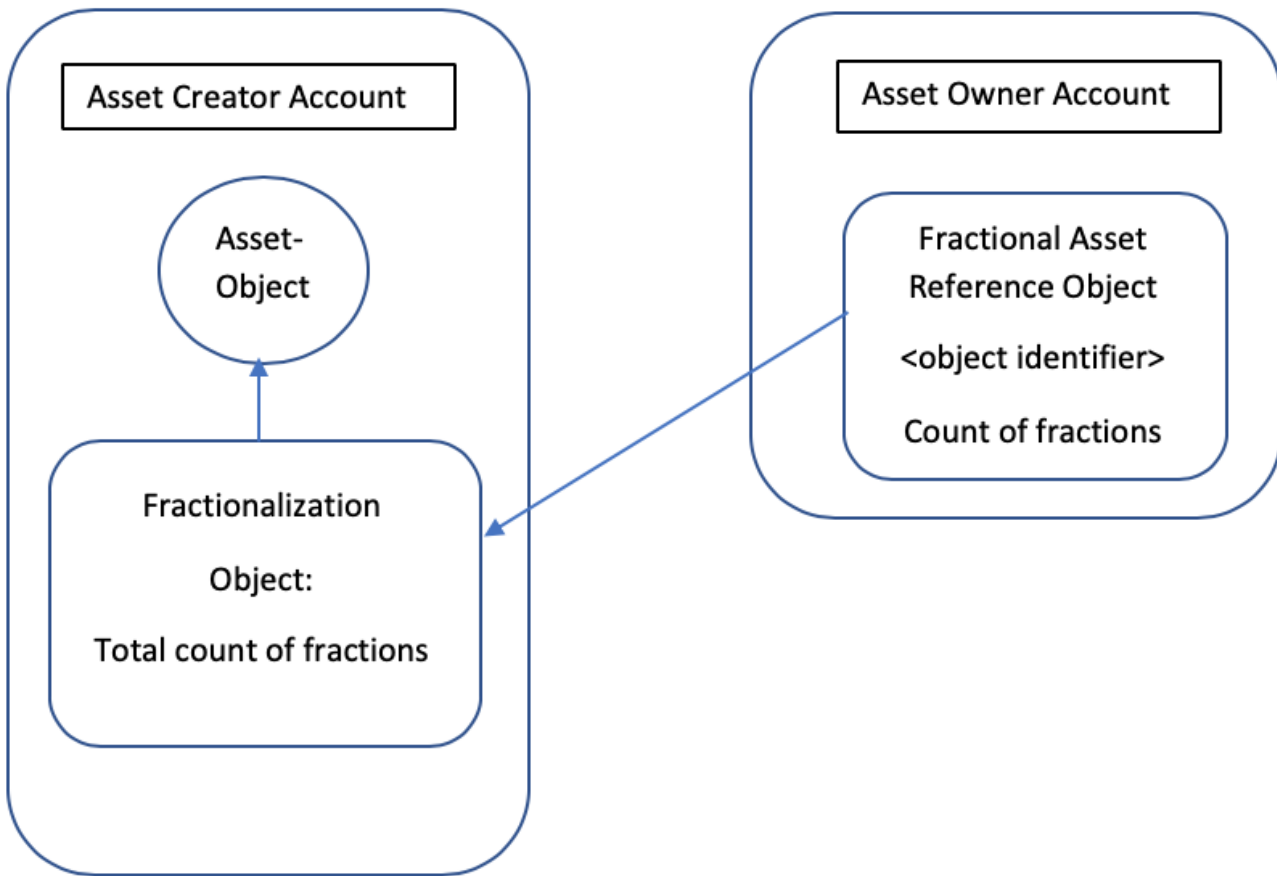 Asset Creator Account
Asset-
Object
Fractionalization
Object:
Total count of fractions
Asset Owner Account
Fractional Asset
Reference Object
<object identifier>
Count of fractions